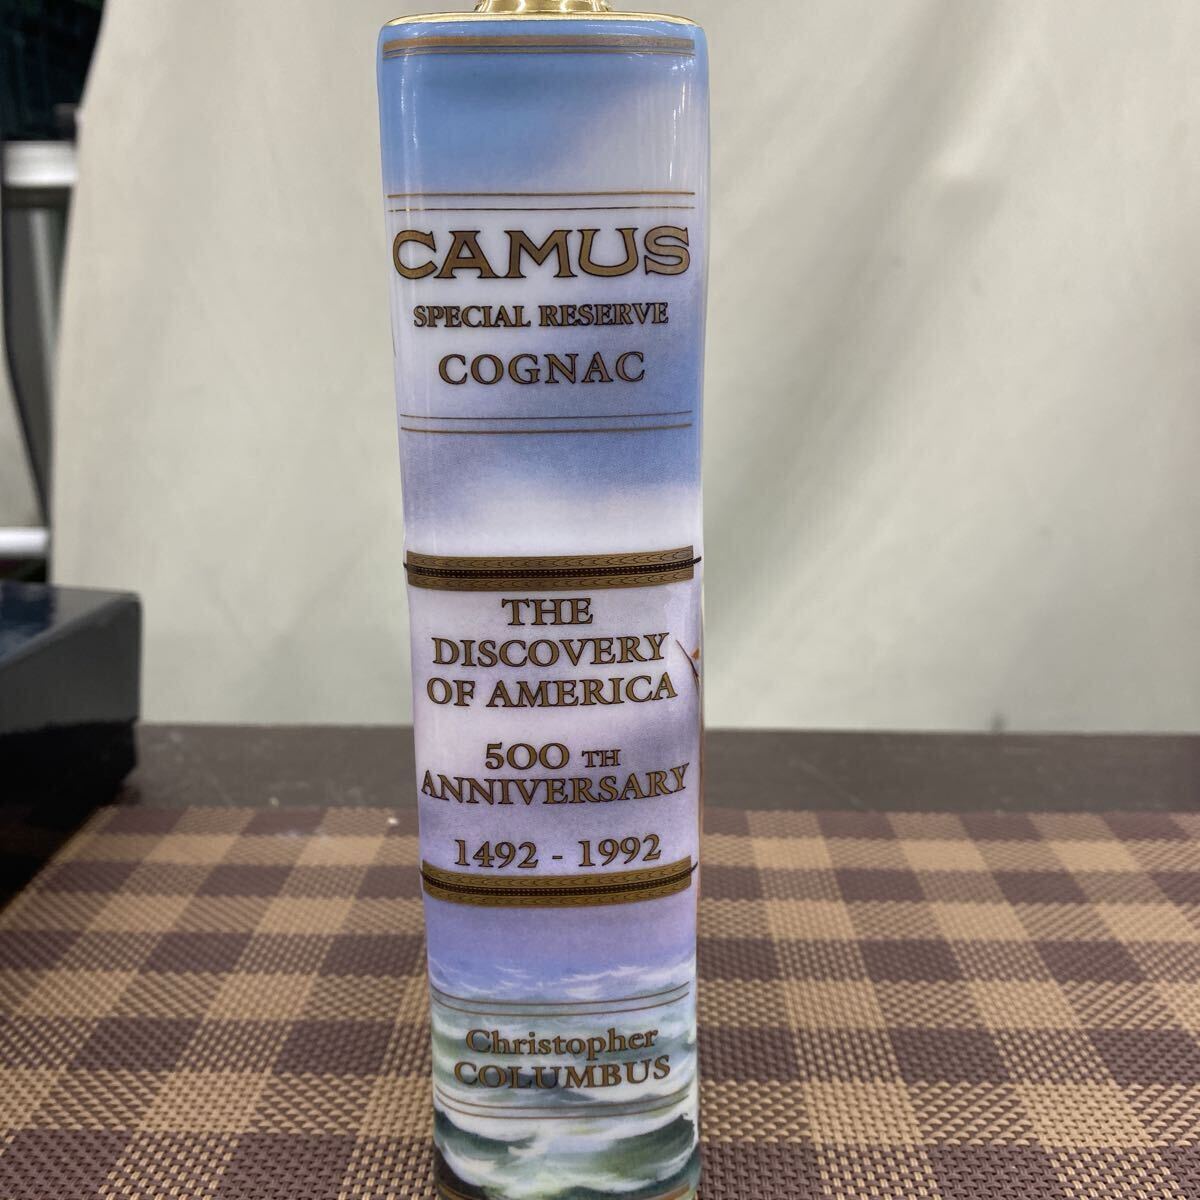 CAMUS
SPECIAL RESERVE
COGNAC
THE
DISCOVERY
OF AMERICA
500 TH
ANNIVERSARY
1492 - 1992
Christopher
COLUMBUS